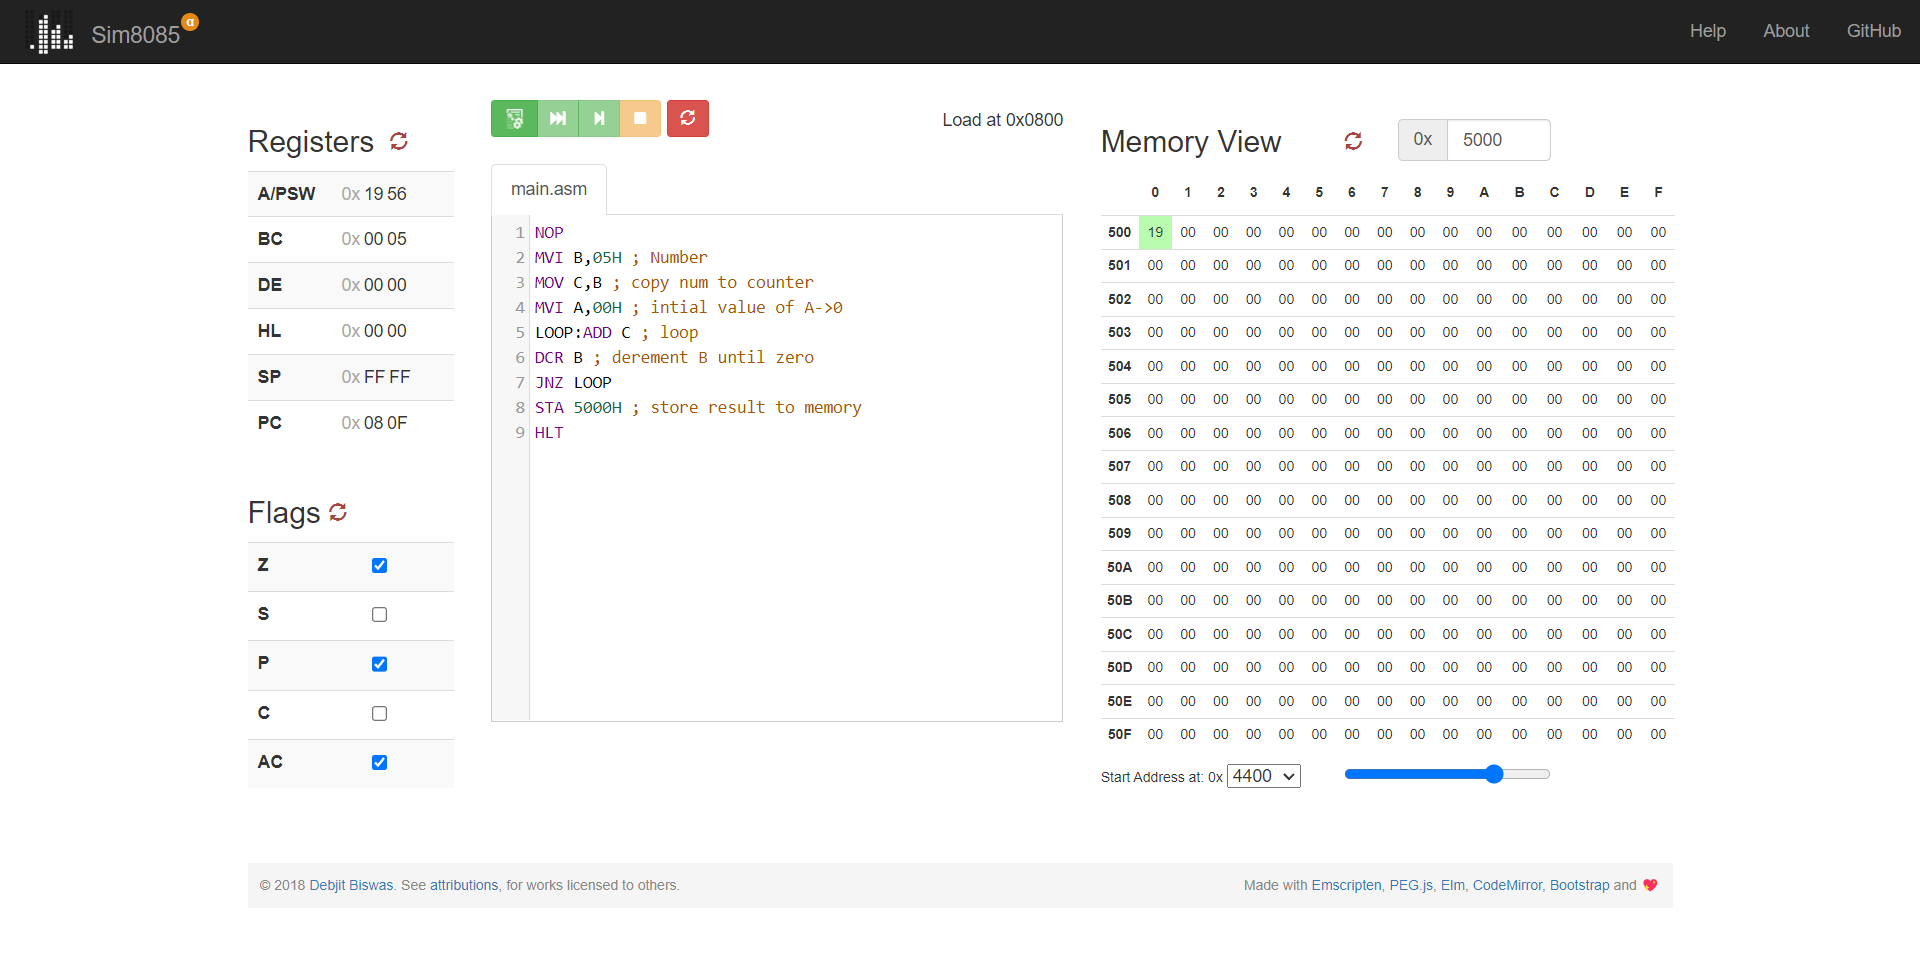 Sim8085 α
Help About GitHub
Load at 0x0800
Registers
A/PSW 0x 19 56
BC 0x 00 05
DE 0x 00 00
HL 0x 00 00
SP 0x FF FF
PC 0x 08 0F
Flags
Z
S
P
C
AC
main.asm
1 NOP
2 MVI B,05H ; Number
3 MOV C,B ; copy num to counter
4 MVI A,00H ; intial value of A->0
5 LOOP:ADD C ; loop
6 DCR B ; derement B until zero
7 JNZ LOOP
8 STA 5000H ; store result to memory
9 HLT
Memory View 0x 5000
0 1 2 3 4 5 6 7 8 9 A B C D E F
500 19 00 00 00 00 00 00 00 00 00 00 00 00 00 00 00
501 00 00 00 00 00 00 00 00 00 00 00 00 00 00 00 00
502 00 00 00 00 00 00 00 00 00 00 00 00 00 00 00 00
503 00 00 00 00 00 00 00 00 00 00 00 00 00 00 00 00
504 00 00 00 00 00 00 00 00 00 00 00 00 00 00 00 00
505 00 00 00 00 00 00 00 00 00 00 00 00 00 00 00 00
506 00 00 00 00 00 00 00 00 00 00 00 00 00 00 00 00
507 00 00 00 00 00 00 00 00 00 00 00 00 00 00 00 00
508 00 00 00 00 00 00 00 00 00 00 00 00 00 00 00 00
509 00 00 00 00 00 00 00 00 00 00 00 00 00 00 00 00
50A 00 00 00 00 00 00 00 00 00 00 00 00 00 00 00 00
50B 00 00 00 00 00 00 00 00 00 00 00 00 00 00 00 00
50C 00 00 00 00 00 00 00 00 00 00 00 00 00 00 00 00
50D 00 00 00 00 00 00 00 00 00 00 00 00 00 00 00 00
50E 00 00 00 00 00 00 00 00 00 00 00 00 00 00 00 00
50F 00 00 00 00 00 00 00 00 00 00 00 00 00 00 00 00
Start Address at: 0x 4400
© 2018 Debjit Biswas. See attributions, for works licensed to others.
Made with Emscripten, PEG.js, Elm, CodeMirror, Bootstrap and 💖